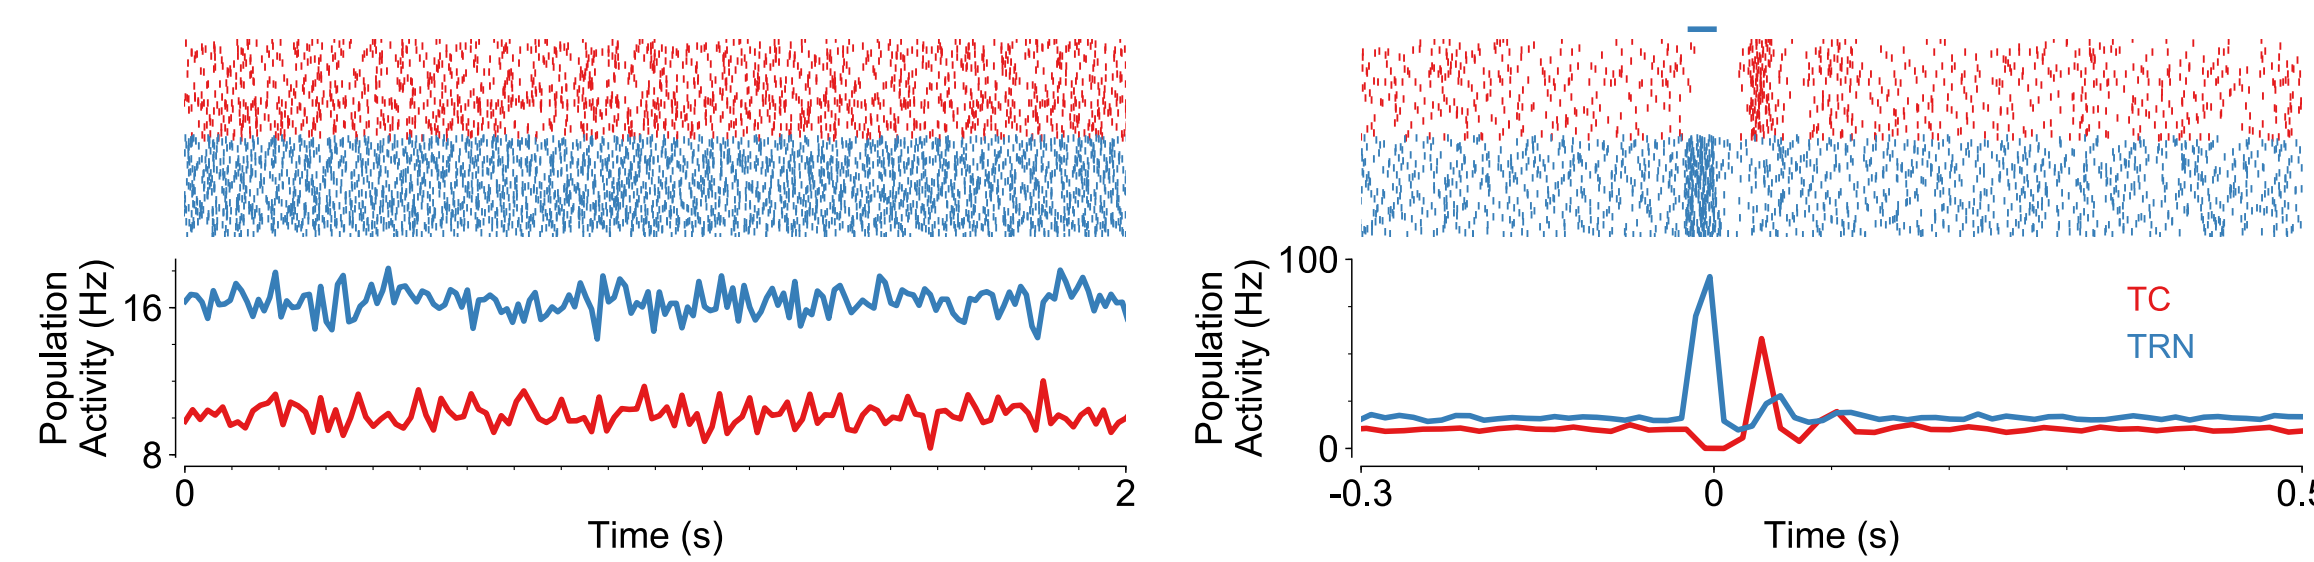 Population
Activity (Hz)
16
8
0
2
Time (s)
Population
Activity (Hz)
100
0
TC
TRN
-0.3
0
0.5
Time (s)